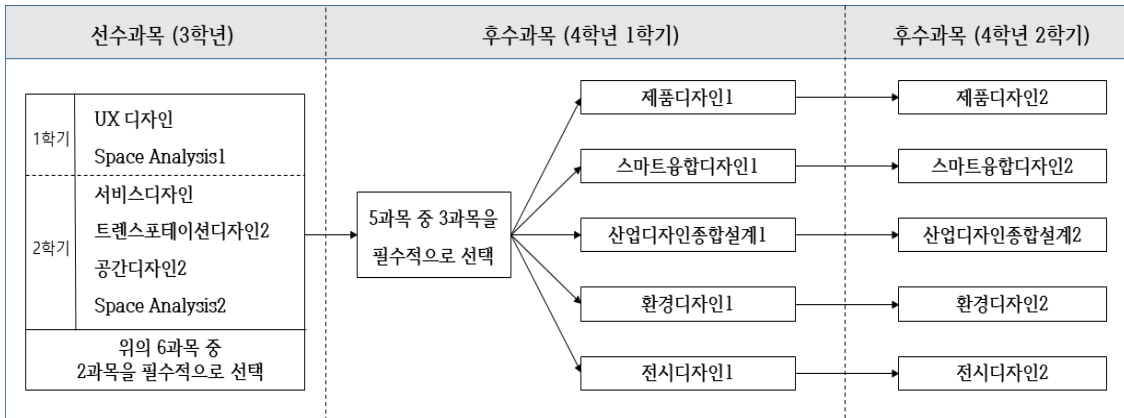 선수과목 (3학년)
후수과목 (4학년 1학기)
후수과목 (4학년 2학기)
1학기
UX 디자인
Space Analysis1
2학기
서비스디자인
트렌스포테이션디자인2
공간디자인2
Space Analysis2
위의 6과목 중
2과목을 필수적으로 선택
5과목 중 3과목을
필수적으로 선택
제품디자인1
제품디자인2
스마트융합디자인1
스마트융합디자인2
산업디자인종합설계1
산업디자인종합설계2
환경디자인1
환경디자인2
전시디자인1
전시디자인2